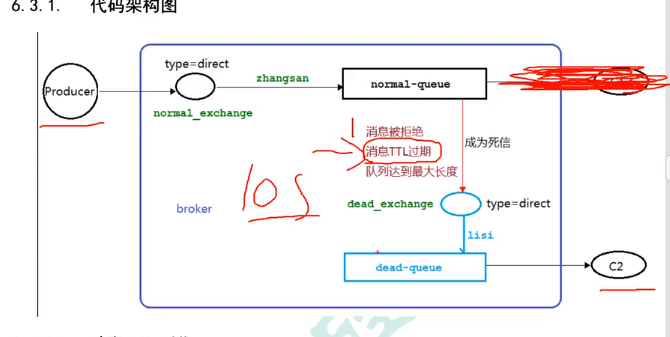 6.3.1. 代码架构图
type=direct
Producer
zhangsan
normal-queue
normal_exchange
1
消息被拒绝
消息TTL过期
队列达到最大长度
成为死信
10s
broker
dead_exchange
type=direct
lisi
dead-queue
C2